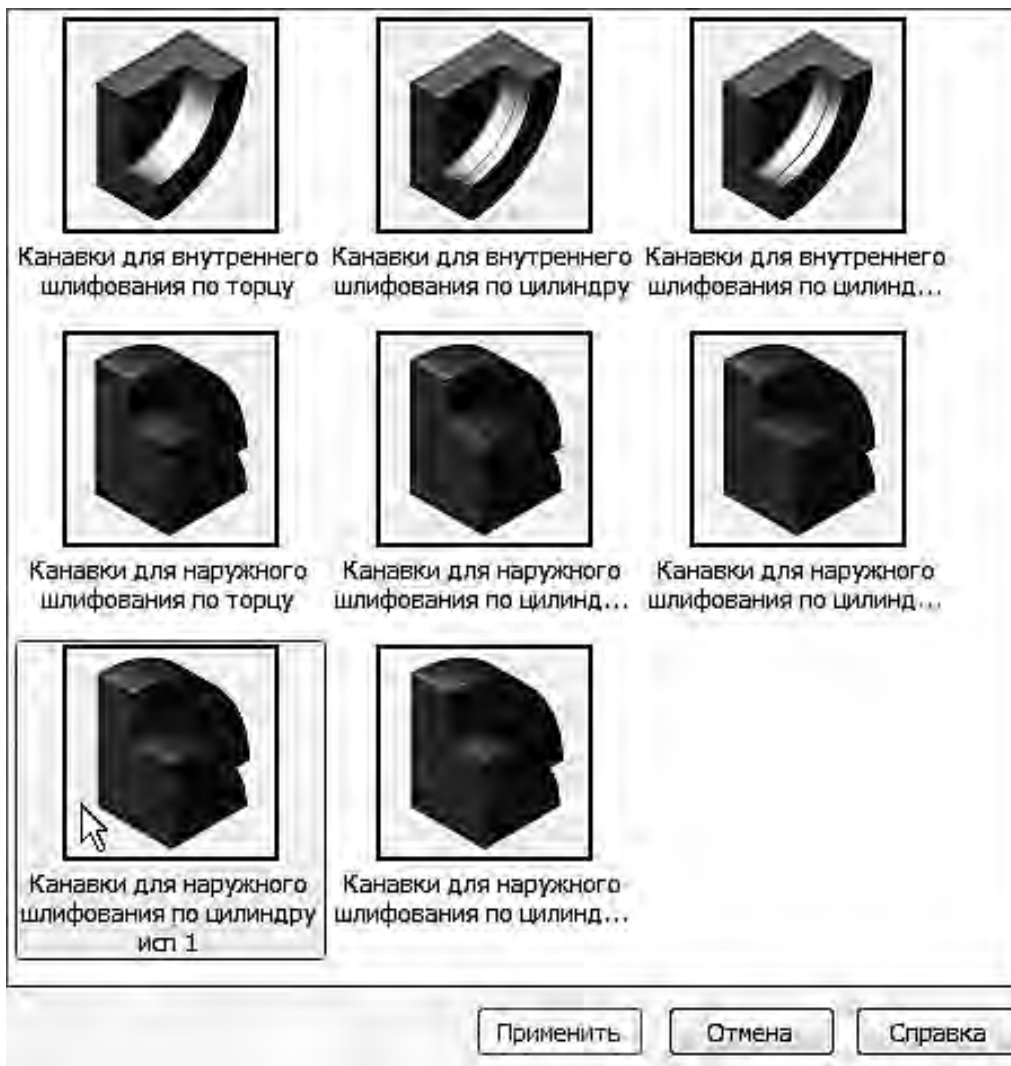 Канавки для внутреннего
шлифования по торцу
Канавки для внутреннего
шлифования по цилиндру
Канавки для внутреннего
шлифования по цилинд...
Канавки для наружного
шлифования по торцу
Канавки для наружного
шлифования по цилинд...
Канавки для наружного
шлифования по цилинд...
Канавки для наружного
шлифования по цилиндру
исп 1
Канавки для наружного
шлифования по цилинд...
Применить
Отмена
Справка